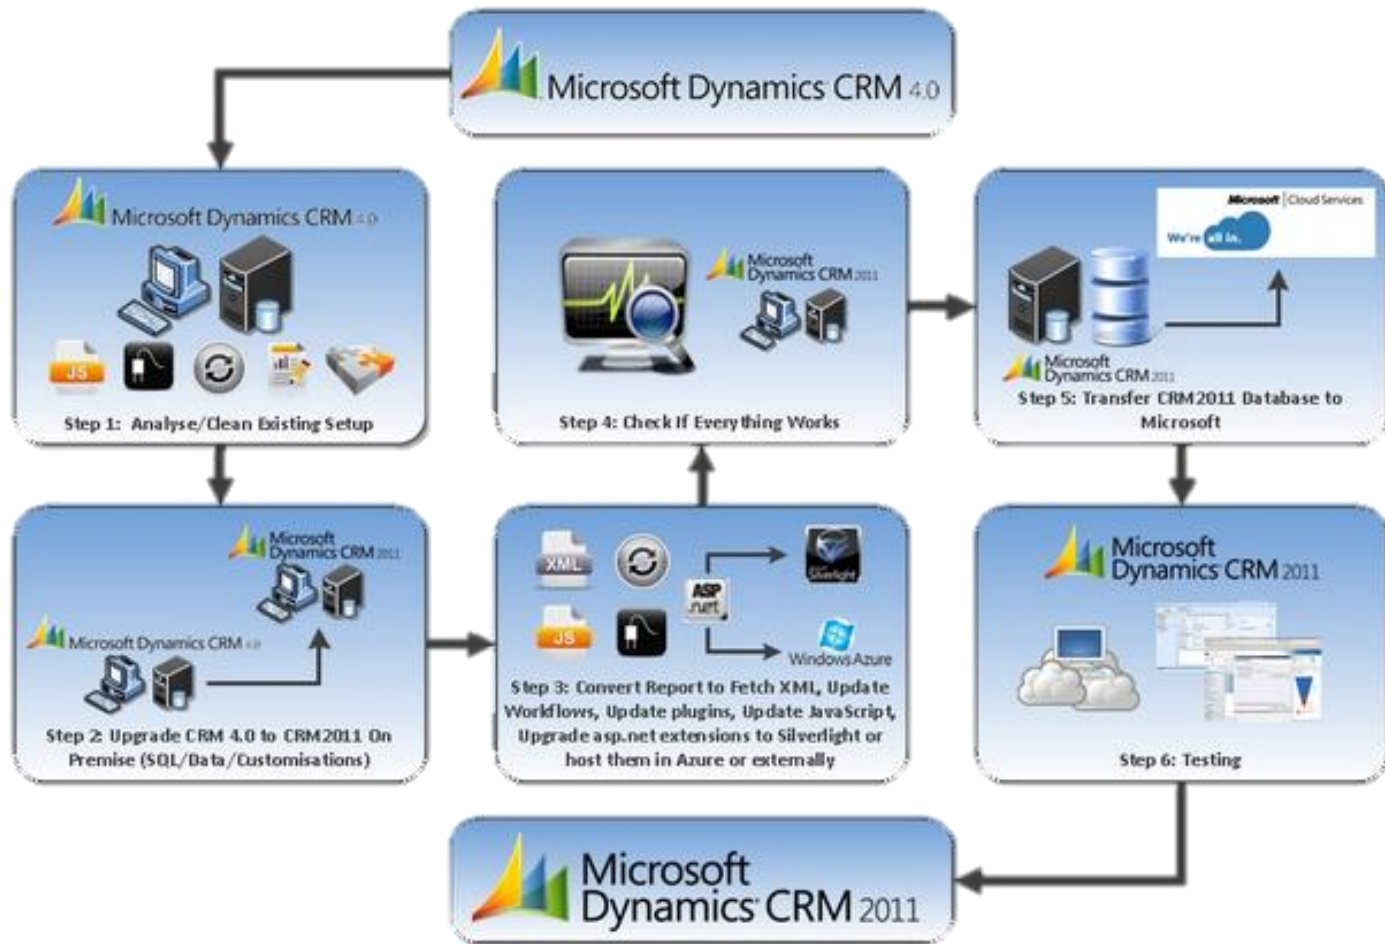 Microsoft Dynamics CRM 4.0
Microsoft Dynamics CRM 4.0
JS
Step 1: Analyse/Clean Existing Setup
Microsoft
Dynamics CRM 2011
Microsoft Dynamics CRM 4.0
Step 2: Upgrade CRM 4.0 to CRM2011 On
Premise (SQL/Data/Customisations)
XML
JS
ASP
.net
Silverlight
Windows Azure
Step 3: Convert Report to Fetch XML, Update
Workflows, Update plugins, Update JavaScript,
Upgrade asp.net extensions to Silverlight or
host them in Azure or externally
Microsoft
Dynamics CRM 2011
Step 4: Check If Everything Works
Microsoft | Cloud Services
We're all in.
Microsoft
Dynamics CRM 2011
Step 5: Transfer CRM2011 Database to
Microsoft
Microsoft
Dynamics CRM 2011
Step 6: Testing
Microsoft
Dynamics CRM 2011